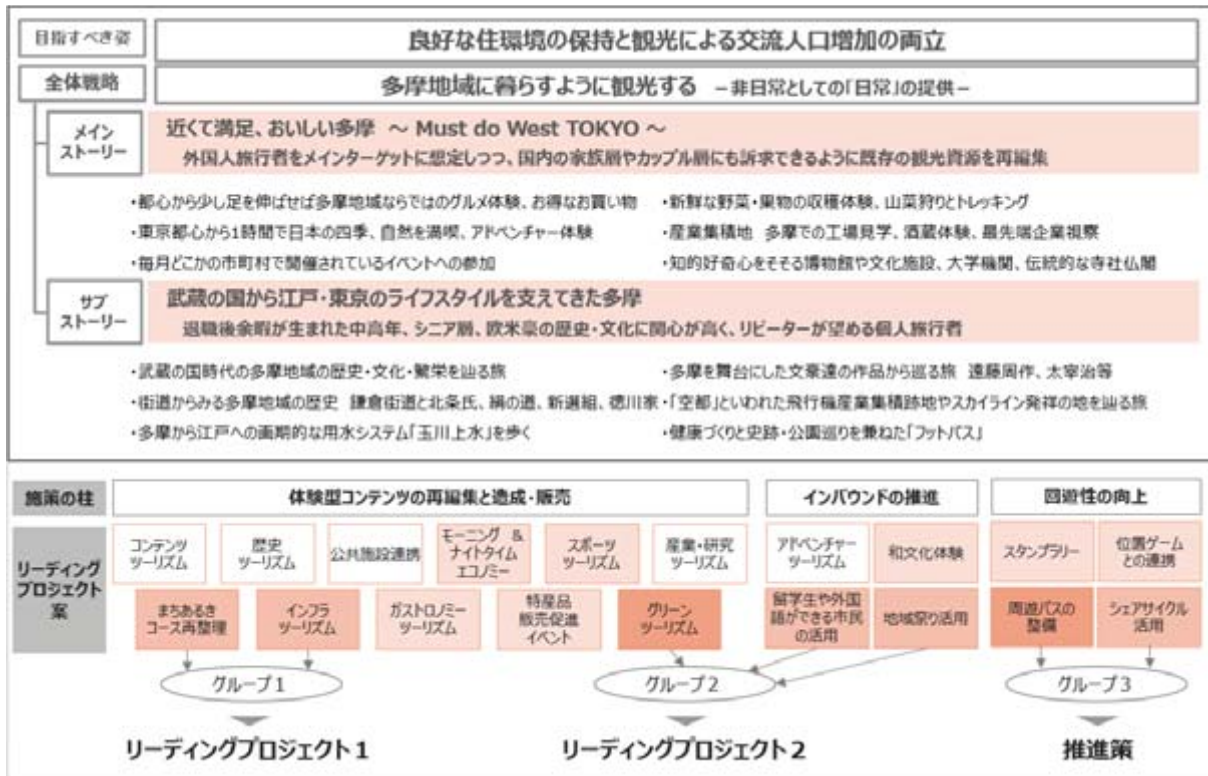 目指すべき姿
良好な住環境の保持と観光による交流人口増加の両立
全体戦略
多摩地域に暮らすように観光する －非日常としての「日常」の提供－
メイン
ストーリー
近くて満足、おいしい多摩 ～ Must do West TOKYO ～
外国人旅行者をメインターゲットに想定しつつ、国内の家族層やカップル層にも訴求できるように既存の観光資源を再編集
・都心から少し足を伸ばせば多摩地域ならではのグルメ体験、お得なお買い物
・新鮮な野菜・果物の収穫体験、山菜狩りとトレッキング
・東京都心から1時間で日本の四季、自然を満喫、アドベンチャー体験
・産業集積地 多摩での工場見学、酒蔵体験、最先端企業視察
・毎月どこかの市町村で開催されているイベントへの参加
・知的好奇心をそそる博物館や文化施設、大学機関、伝統的な寺社仏閣
サブ
ストーリー
武蔵の国から江戸・東京のライフスタイルを支えてきた多摩
退職後余暇が生まれた中高年、シニア層、欧米豪の歴史・文化に関心が高く、リピーターが望める個人旅行者
・武蔵の国時代の多摩地域の歴史・文化・繁栄を辿る旅
・多摩を舞台にした文豪達の作品から巡る旅 遠藤周作、太宰治等
・街道からみる多摩地域の歴史 鎌倉街道と北条氏、絹の道、新選組、徳川家
・「空都」といわれた飛行機産業集積跡地やスカイライン発祥の地を辿る旅
・多摩から江戸への画期的な用水システム「玉川上水」を歩く
・健康づくりと史跡・公園巡りを兼ねた「フットパス」
施策の柱
体験型コンテンツの再編集と造成・販売
インバウンドの推進
回遊性の向上
リーディング
プロジェクト
案
コンテンツ
ツーリズム
歴史
ツーリズム
公共施設連携
モーニング &
ナイトタイム
エコノミー
スポーツ
ツーリズム
産業・研究
ツーリズム
アドベンチャー
ツーリズム
和文化体験
スタンプラリー
位置ゲーム
との連携
まちあるき
コース再整理
インフラ
ツーリズム
ガストロノミー
ツーリズム
特産品
販売促進
イベント
グリーン
ツーリズム
留学生や外国
語ができる市民
の活用
地域祭り活用
周遊パスの
整備
シェアサイクル
活用
グループ1
グループ2
グループ3
リーディングプロジェクト1
リーディングプロジェクト2
推進策